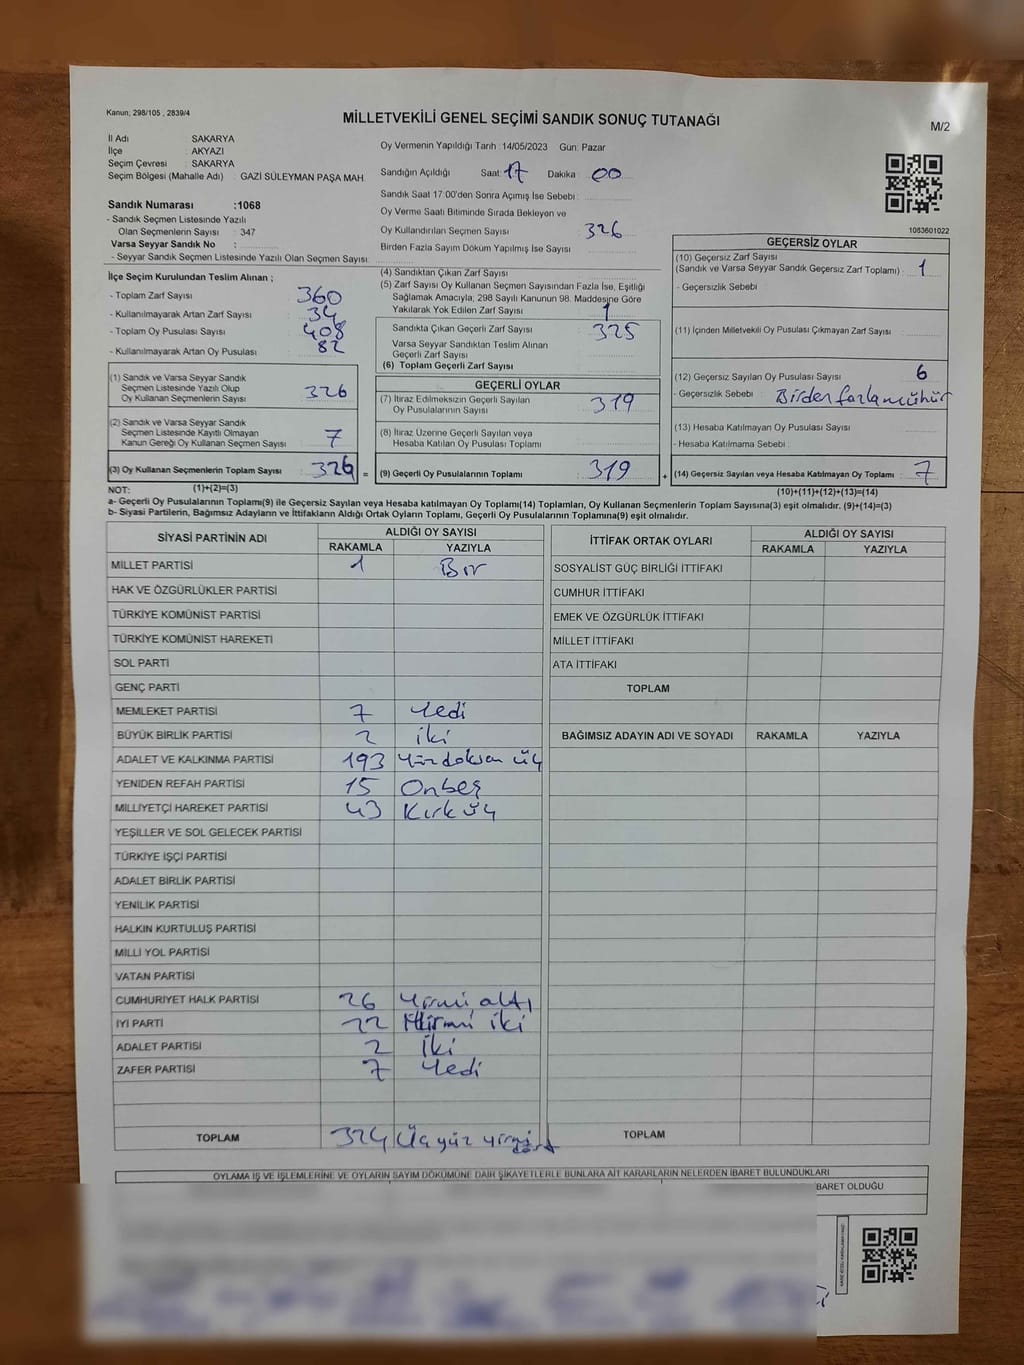 Kanun: 298/105 , 2839/4
MİLLETVEKİLİ GENEL SEÇİMİ SANDIK SONUÇ TUTANAĞI
M/2
İl Adı SAKARYA
İlçe : AKYAZI
Seçim Çevresi : SAKARYA
Seçim Bölgesi (Mahalle Adı) : GAZİ SÜLEYMAN PAŞA MAH.
Oy Vermenin Yapıldığı Tarih :14/05/2023 Gün: Pazar
Sandığın Açıldığı Saat: 17 Dakika : 00
Sandık Saat 17:00'den Sonra Açılmış İse Sebebi :
Oy Verme Saati Bitiminde Sırada Bekleyen ve
Oy Kullandırılan Seçmen Sayısı : 326
Birden Fazla Sayım Döküm Yapılmış İse Sayısı
1083601022
Sandık Numarası :1068
- Sandık Seçmen Listesinde Yazılı
Olan Seçmenlerin Sayısı : 347
Varsa Seyyar Sandık No :
- Seyyar Sandık Seçmen Listesinde Yazılı Olan Seçmen Sayısı:
İlçe Seçim Kurulundan Teslim Alınan ;
- Toplam Zarf Sayısı : 360
- Kullanılmayarak Artan Zarf Sayısı : 34
- Toplam Oy Pusulası Sayısı : 408
- Kullanılmayarak Artan Oy Pusulası : 82
(1) Sandık ve Varsa Seyyar Sandık
Seçmen Listesinde Yazılı Olup
Oy Kullanan Seçmenlerin Sayısı : 326
(2) Sandık ve Varsa Seyyar Sandık
Seçmen Listesinde Kayıtlı Olmayan
Kanun Gereği Oy Kullanan Seçmen Sayısı : 7
(3) Oy Kullanan Seçmenlerin Toplam Sayısı : 326 =
(1)+(2)=(3)
(4) Sandıktan Çıkan Zarf Sayısı :
(5) Zarf Sayısı Oy Kullanan Seçmen Sayısından Fazla İse, Eşitliği
Sağlamak Amacıyla; 298 Sayılı Kanunun 98. Maddesine Göre
Yakılarak Yok Edilen Zarf Sayısı : 1
Sandıkta Çıkan Geçerli Zarf Sayısı : 325
Varsa Seyyar Sandıktan Teslim Alınan
Geçerli Zarf Sayısı :
(6) Toplam Geçerli Zarf Sayısı :
GEÇERLİ OYLAR
(7) İtiraz Edilmeksizin Geçerli Sayılan
Oy Pusulalarının Sayısı : 319
(8) İtiraz Üzerine Geçerli Sayılan veya
Hesaba Katılan Oy Pusulası Toplamı :
(9) Geçerli Oy Pusulalarının Toplamı : 319 +
GEÇERSİZ OYLAR
(10) Geçersiz Zarf Sayısı
(Sandık ve Varsa Seyyar Sandık Geçersiz Zarf Toplamı) : 1
- Geçersizlik Sebebi :
(11) İçinden Milletvekili Oy Pusulası Çıkmayan Zarf Sayısı :
(12) Geçersiz Sayılan Oy Pusulası Sayısı : 6
- Geçersizlik Sebebi : Birden fazla mühür
(13) Hesaba Katılmayan Oy Pusulası Sayısı :
- Hesaba Katılmama Sebebi :
(14) Geçersiz Sayılan veya Hesaba Katılmayan Oy Toplamı : 7
(10)+(11)+(12)+(13)=(14)
NOT:
a- Geçerli Oy Pusulalarının Toplamı(9) ile Geçersiz Sayılan veya Hesaba katılmayan Oy Toplamı(14) Toplamları, Oy Kullanan Seçmenlerin Toplam Sayısına(3) eşit olmalıdır. (9)+(14)=(3)
b- Siyasi Partilerin, Bağımsız Adayların ve İttifakların Aldığı Ortak Oyların Toplamı, Geçerli Oy Pusulalarının Toplamına(9) eşit olmalıdır.
SİYASİ PARTİNİN ADI ALDIĞI OY SAYISI
RAKAMLA YAZIYLA
MİLLET PARTİSİ 1 Bir
HAK VE ÖZGÜRLÜKLER PARTİSİ
TÜRKİYE KOMÜNİST PARTİSİ
TÜRKİYE KOMÜNİST HAREKETİ
SOL PARTİ
GENÇ PARTİ
MEMLEKET PARTİSİ 7 Yedi
BÜYÜK BİRLİK PARTİSİ 2 iki
ADALET VE KALKINMA PARTİSİ 193 Yüzdoksan üç
YENİDEN REFAH PARTİSİ 15 Onbeş
MİLLİYETÇİ HAREKET PARTİSİ 43 Kırk üç
YEŞİLLER VE SOL GELECEK PARTİSİ
TÜRKİYE İŞÇİ PARTİSİ
ADALET BİRLİK PARTİSİ
YENİLİK PARTİSİ
HALKIN KURTULUŞ PARTİSİ
MİLLİ YOL PARTİSİ
VATAN PARTİSİ
CUMHURİYET HALK PARTİSİ 26 Yirmi altı
İYİ PARTİ 22 Yirmi iki
ADALET PARTİSİ 2 İki
ZAFER PARTİSİ 7 Yedi
TOPLAM 324 Üçyüz yirmi dört
İTTİFAK ORTAK OYLARI ALDIĞI OY SAYISI
RAKAMLA YAZIYLA
SOSYALİST GÜÇ BİRLİĞİ İTTİFAKI
CUMHUR İTTİFAKI
EMEK VE ÖZGÜRLÜK İTTİFAKI
MİLLET İTTİFAKI
ATA İTTİFAKI
TOPLAM
BAĞIMSIZ ADAYIN ADI VE SOYADI RAKAMLA YAZIYLA
TOPLAM
OYLAMA İŞ VE İŞLEMLERİNE VE OYLARIN SAYIM DÖKÜMÜNE DAİR ŞİKAYETLERLE BUNLARA AİT KARARLARIN NELERDEN İBARET BULUNDUKLARI
BARET OLDUĞU